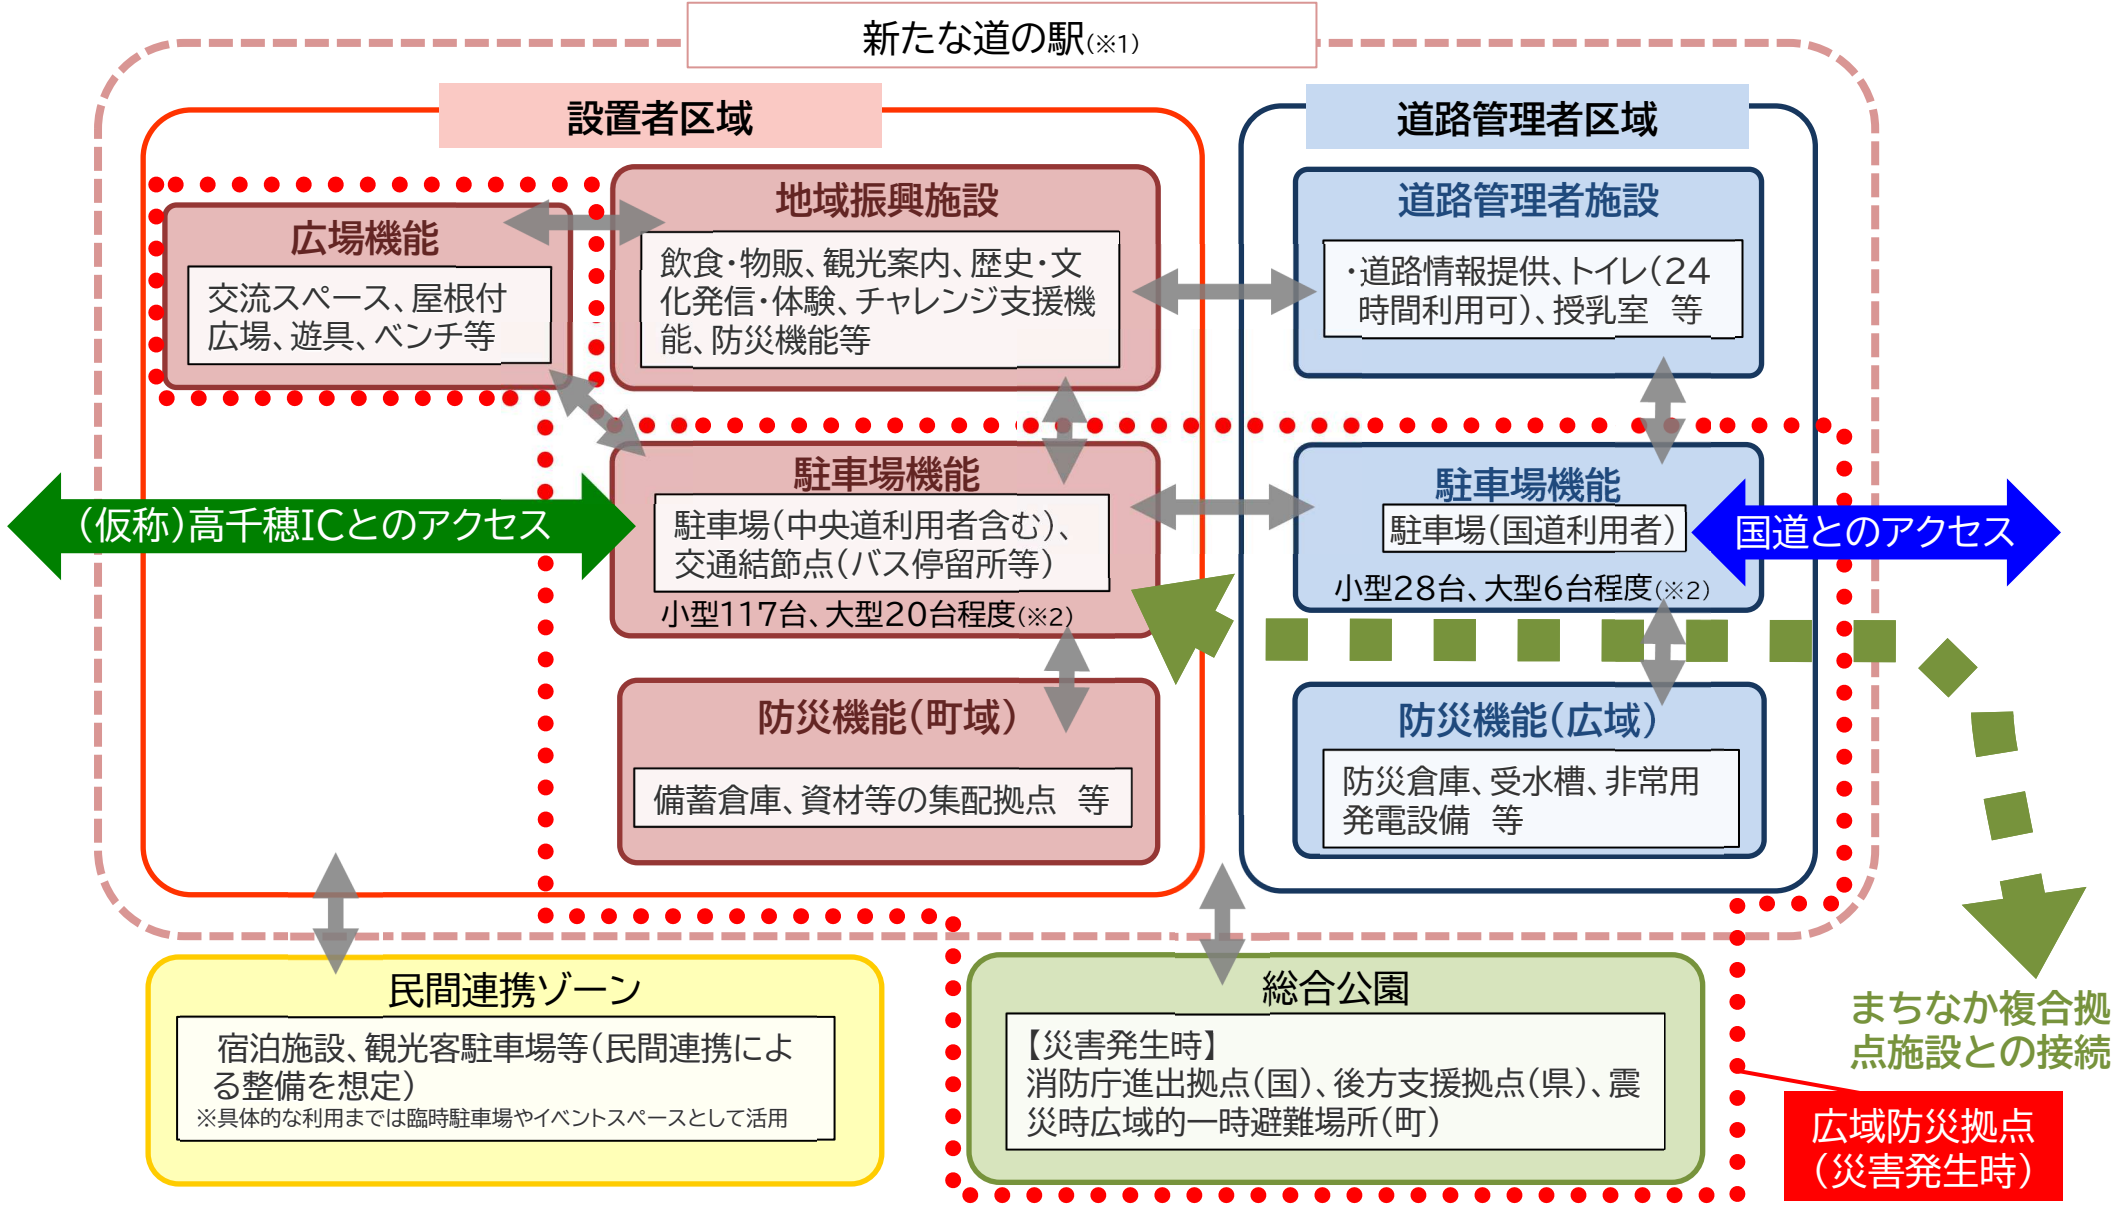 新たな道の駅(※1)
設置者区域
道路管理者区域
広場機能
交流スペース、屋根付
広場、遊具、ベンチ等
地域振興施設
飲食・物販、観光案内、歴史・文
化発信・体験、チャレンジ支援機
能、防災機能等
道路管理者施設
・道路情報提供、トイレ(24
時間利用可)、授乳室　等
(仮称)高千穂ICとのアクセス
駐車場機能
駐車場(中央道利用者含む)、
交通結節点(バス停留所等)
小型117台、大型20台程度(※2)
駐車場機能
駐車場(国道利用者)
小型28台、大型6台程度(※2)
国道とのアクセス
防災機能(町域)
備蓄倉庫、資材等の集配拠点　等
防災機能(広域)
防災倉庫、受水槽、非常用
発電設備　等
民間連携ゾーン
宿泊施設、観光客駐車場等(民間連携によ
る整備を想定)
※具体的な利用までは臨時駐車場やイベントスペースとして活用
総合公園
【災害発生時】
消防庁進出拠点(国)、後方支援拠点(県)、震
災時広域的一時避難場所(町)
まちなか複合拠
点施設との接続
広域防災拠点
(災害発生時)